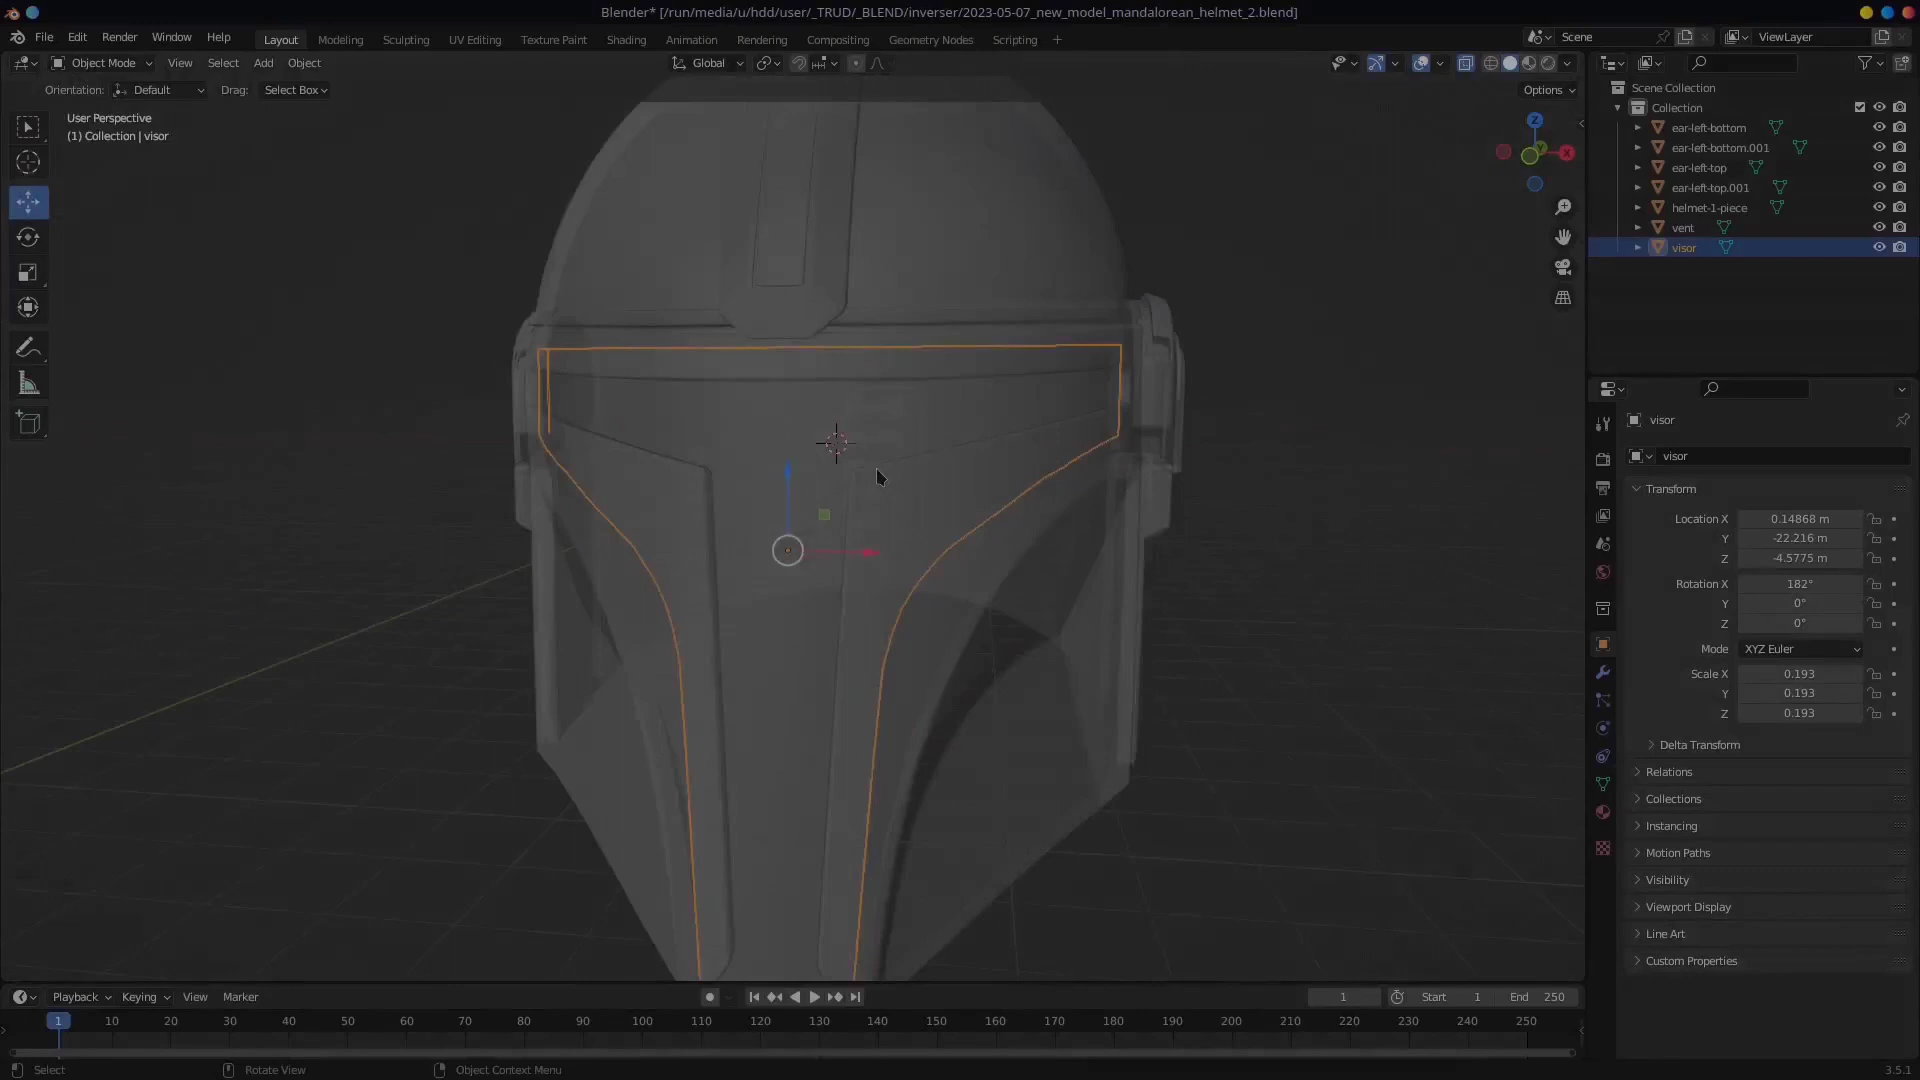 Blender* [/run/media/u/hdd/user/_TRUD/_BLEND/inverser/2023-05-07_new_model_mandalorean_helmet_2.blend]
File Edit Render Window Help Layout Modeling Sculpting UV Editing Texture Paint Shading Animation Rendering Compositing Geometry Nodes Scripting + Scene ViewLayer
Object Mode View Select Add Object Global
Orientation: Default Drag: Select Box Options
User Perspective
(1) Collection | visor
Z
Y
X
Scene Collection
Collection
ear-left-bottom
ear-left-bottom.001
ear-left-top
ear-left-top.001
helmet-1-piece
vent
visor
visor
visor
Transform
Location X 0.14868 m
Y -22.216 m
Z -4.5775 m
Rotation X 182°
Y 0°
Z 0°
Mode XYZ Euler
Scale X 0.193
Y 0.193
Z 0.193
Delta Transform
Relations
Collections
Instancing
Motion Paths
Visibility
Viewport Display
Line Art
Custom Properties
Playback Keying View Marker 1 Start 1 End 250
1 10 20 30 40 50 60 70 80 90 100 110 120 130 140 150 160 170 180 190 200 210 220 230 240 250
Select Rotate View Object Context Menu 3.5.1